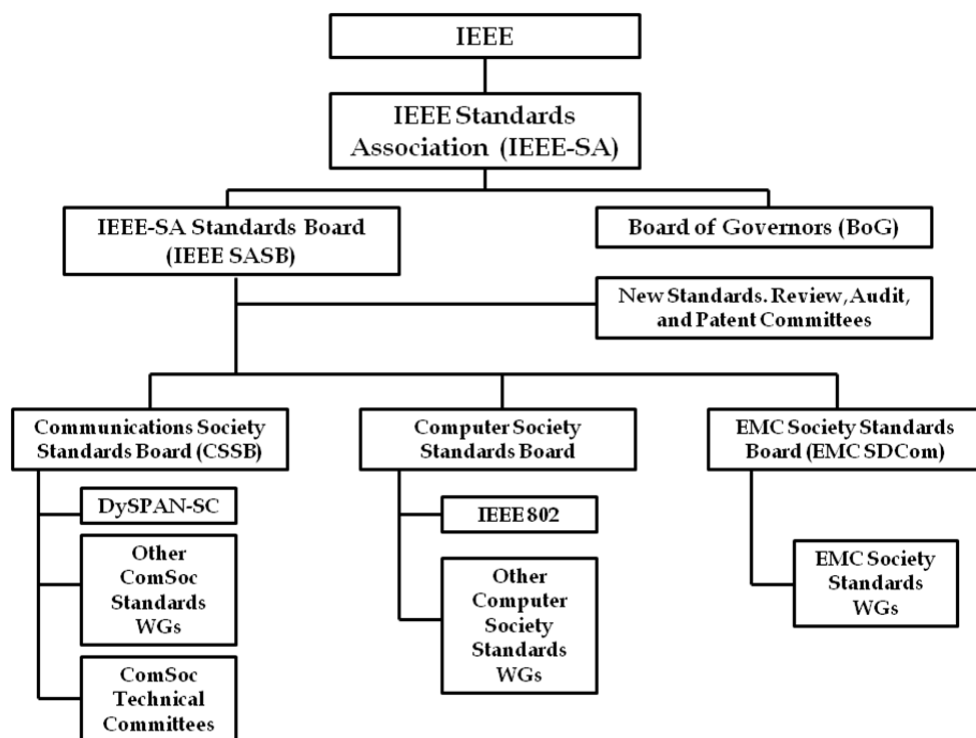 IEEE
IEEE Standards
Association (IEEE-SA)
IEEE-SA Standards Board
(IEEE SASB)
Board of Governors (BoG)
New Standards. Review, Audit,
and Patent Committees
Communications Society
Standards Board (CSSB)
Computer Society
Standards Board
EMC Society Standards
Board (EMC SDCom)
DySPAN-SC
Other
ComSoc
Standards
WGs
ComSoc
Technical
Committees
IEEE 802
Other
Computer
Society
Standards
WGs
EMC Society
Standards
WGs